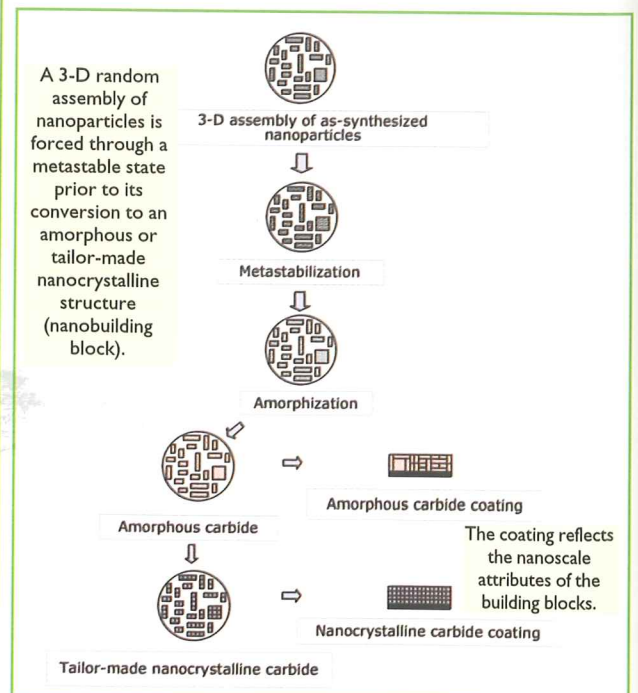 A 3-D random
assembly of
nanoparticles is
forced through a
metastable state
prior to its
conversion to an
amorphous or
tailor-made
nanocrystalline
structure
(nanobuilding
block).
3-D assembly of as-synthesized
nanoparticles
Metastabilization
Amorphization
Amorphous carbide
Amorphous carbide coating
The coating reflects
the nanoscale
attributes of the
building blocks.
Nanocrystalline carbide coating
Tailor-made nanocrystalline carbide